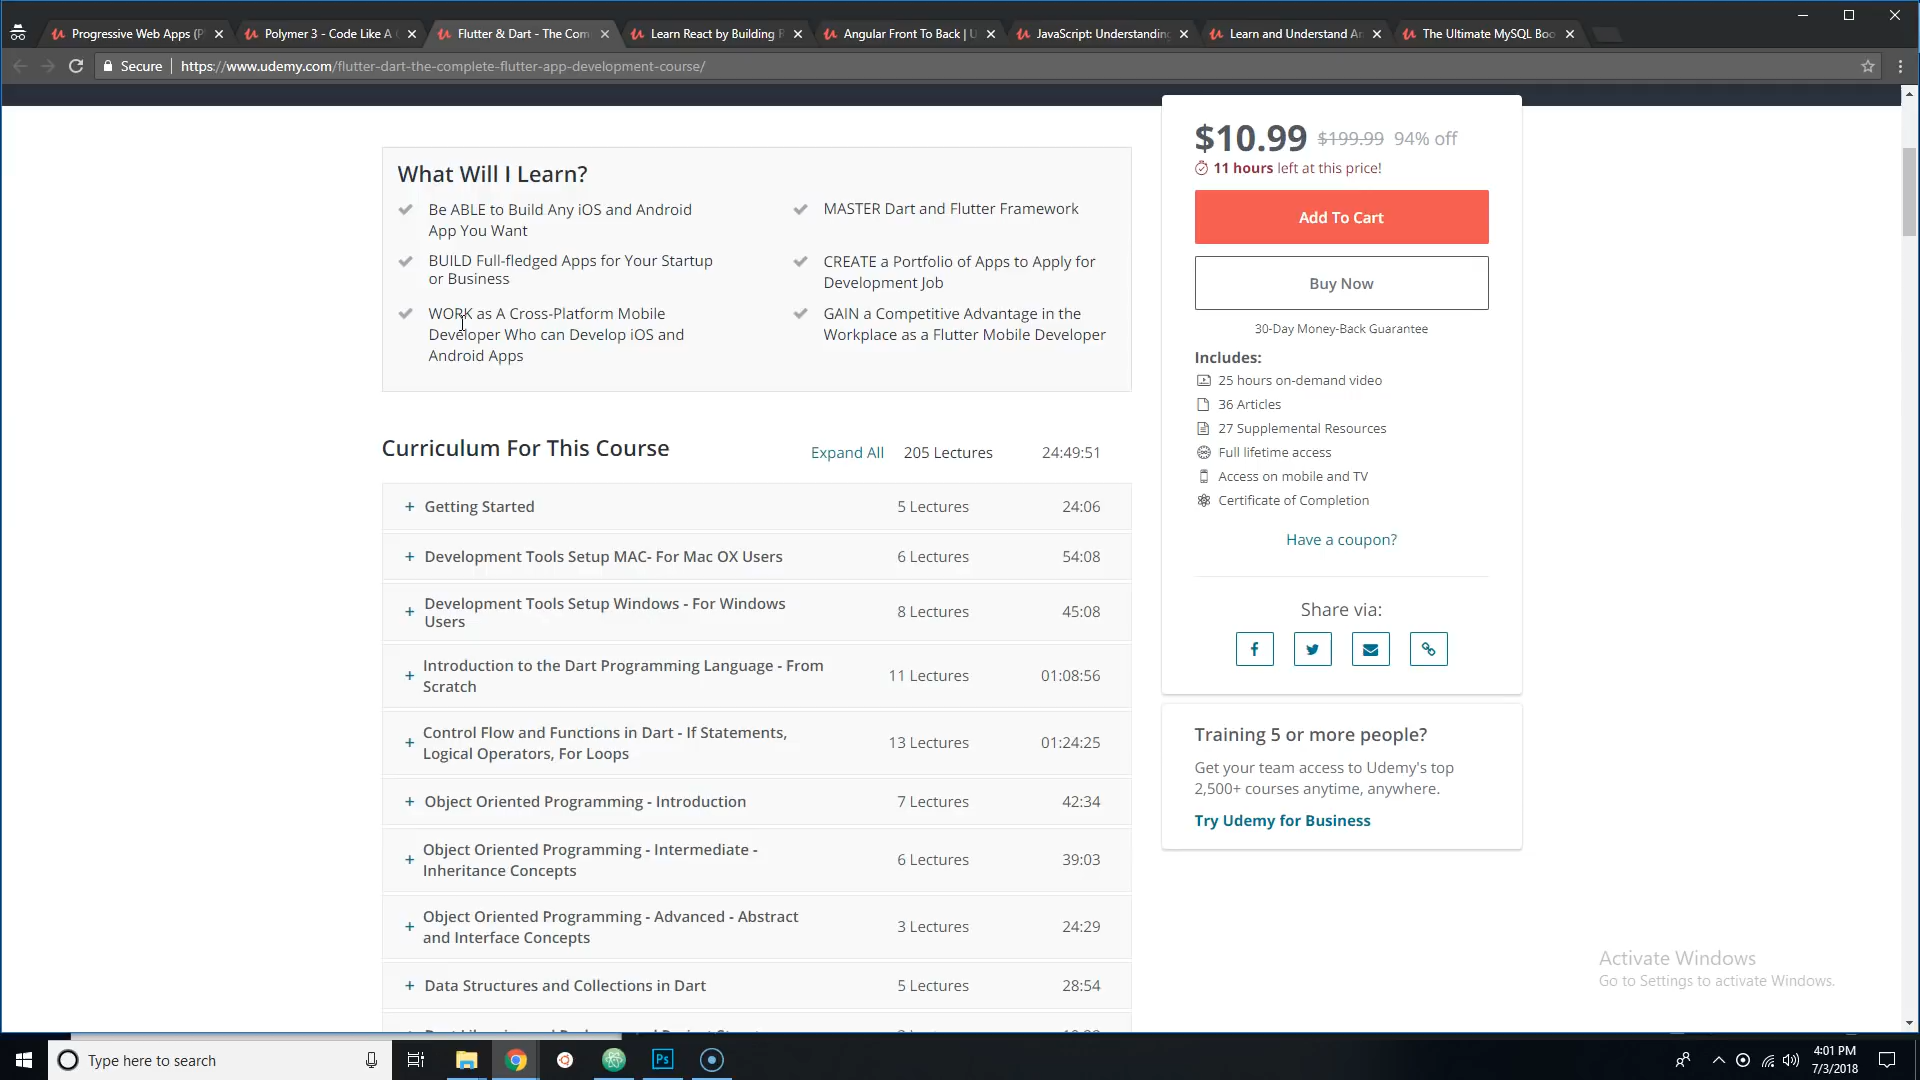 Progressive Web Apps (P
Polymer 3 - Code Like A
Flutter & Dart - The Com
Learn React by Building
Angular Front To Back | U
JavaScript: Understanding
Learn and Understand
The Ultimate MySQL Boo
Secure
https://www.udemy.com/flutter-dart-the-complete-flutter-app-development-course/
What Will I Learn?
Be ABLE to Build Any iOS and Android
App You Want
MASTER Dart and Flutter Framework
BUILD Full-fledged Apps for Your Startup
or Business
CREATE a Portfolio of Apps to Apply for
Development Job
WORK as A Cross-Platform Mobile
Developer Who can Develop iOS and
Android Apps
GAIN a Competitive Advantage in the
Workplace as a Flutter Mobile Developer
Curriculum For This Course
Expand All
205 Lectures
24:49:51
+ Getting Started 5 Lectures 24:06
+ Development Tools Setup MAC- For Mac OX Users 6 Lectures 54:08
+ Development Tools Setup Windows - For Windows
Users 8 Lectures 45:08
+ Introduction to the Dart Programming Language - From
Scratch 11 Lectures 01:08:56
+ Control Flow and Functions in Dart - If Statements,
Logical Operators, For Loops 13 Lectures 01:24:25
+ Object Oriented Programming - Introduction 7 Lectures 42:34
+ Object Oriented Programming - Intermediate -
Inheritance Concepts 6 Lectures 39:03
+ Object Oriented Programming - Advanced - Abstract
and Interface Concepts 3 Lectures 24:29
+ Data Structures and Collections in Dart 5 Lectures 28:54
$10.99 $199.99 94% off
11 hours left at this price!
Add To Cart
Buy Now
30-Day Money-Back Guarantee
Includes:
25 hours on-demand video
36 Articles
27 Supplemental Resources
Full lifetime access
Access on mobile and TV
Certificate of Completion
Have a coupon?
Share via:
Training 5 or more people?
Get your team access to Udemy's top
2,500+ courses anytime, anywhere.
Try Udemy for Business
Activate Windows
Go to Settings to activate Windows.
Type here to search
Ps
4:01 PM
7/3/2018